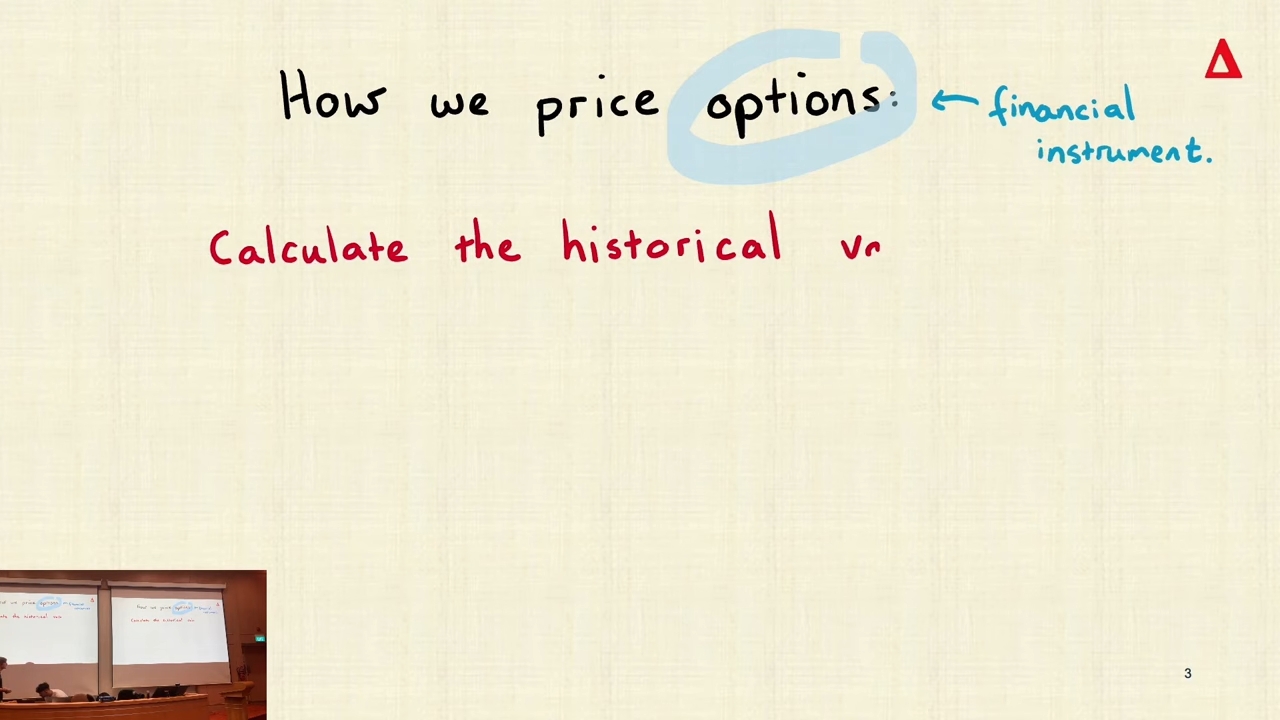 How we price options: ← financial
instrument.
Calculate the historical
3